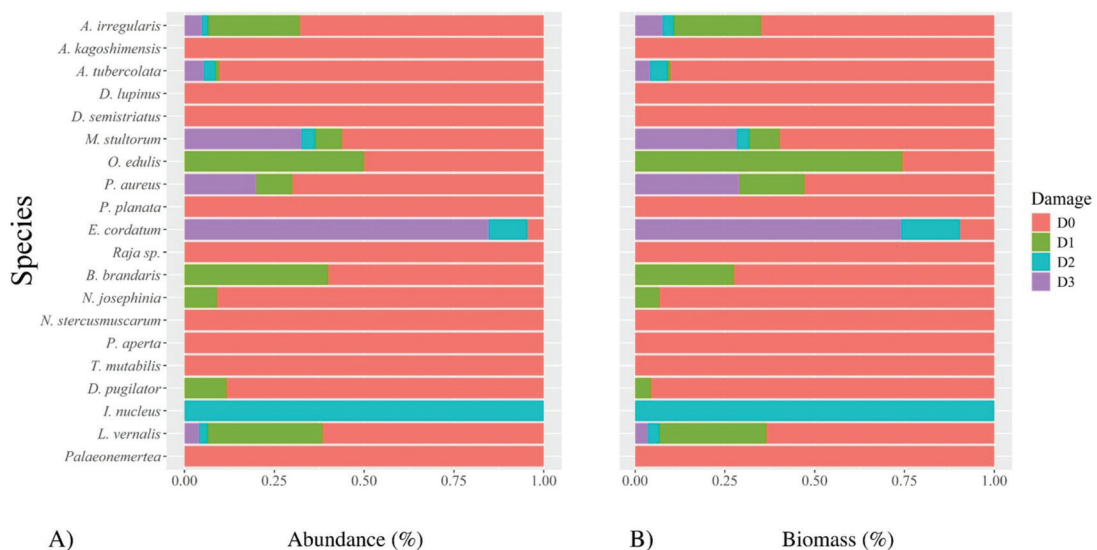 Species
A. irregularis
A. kagoshimensis
A. tubercolata
D. lupinus
D. semistriatus
M. stultorum
O. edulis
P. aureus
P. planata
E. cordatum
Raja sp.
B. brandaris
N. josephinia
N. stercusmuscarum
P. aperta
T. mutabilis
D. pugilator
I. nucleus
L. vernalis
Palaeonemertea
0.00 0.25 0.50 0.75 1.00
0.00 0.25 0.50 0.75 1.00
A) Abundance (%)
B) Biomass (%)
Damage
D0
D1
D2
D3